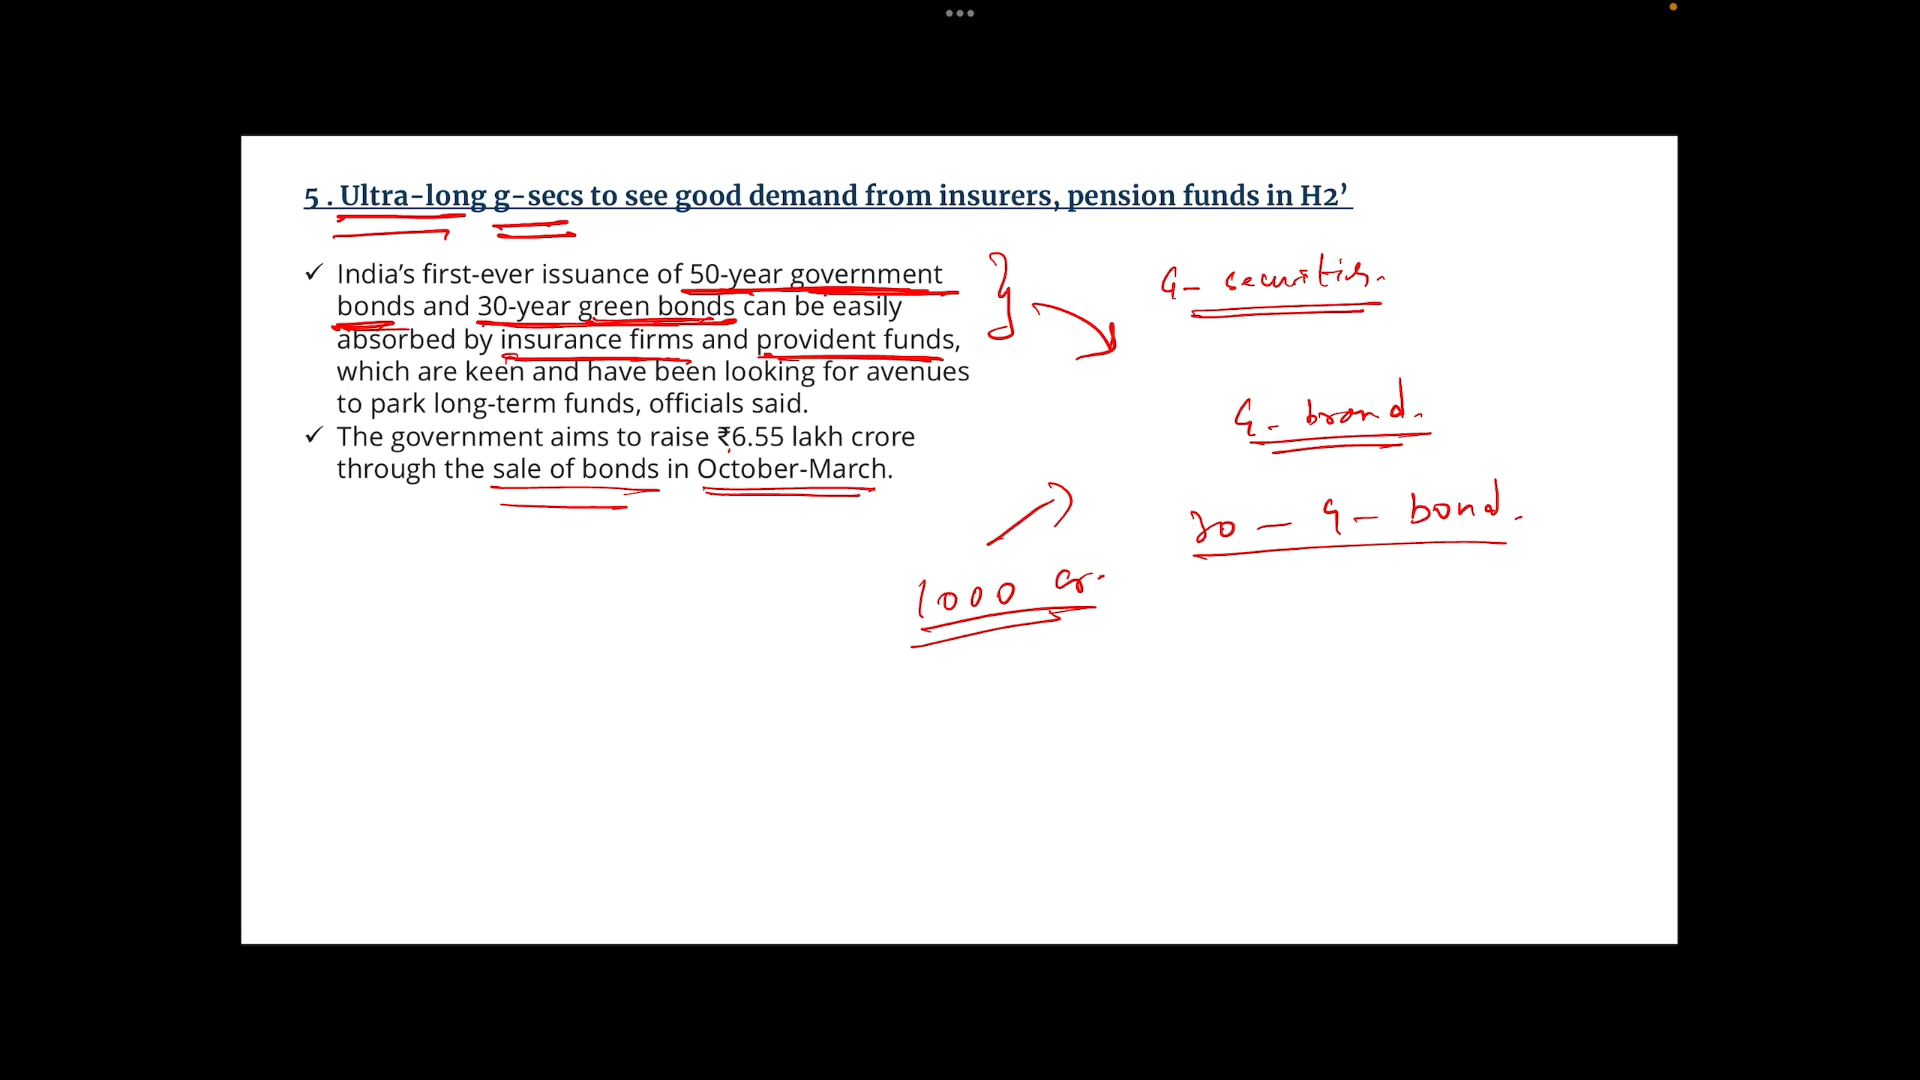 5 . Ultra-long g-secs to see good demand from insurers, pension funds in H2’
✓ India’s first-ever issuance of 50-year government
bonds and 30-year green bonds can be easily
absorbed by insurance firms and provident funds,
which are keen and have been looking for avenues
to park long-term funds, officials said.
✓ The government aims to raise ₹6.55 lakh crore
through the sale of bonds in October-March.
G- securities.
G-
G- bond.
1000 cr.